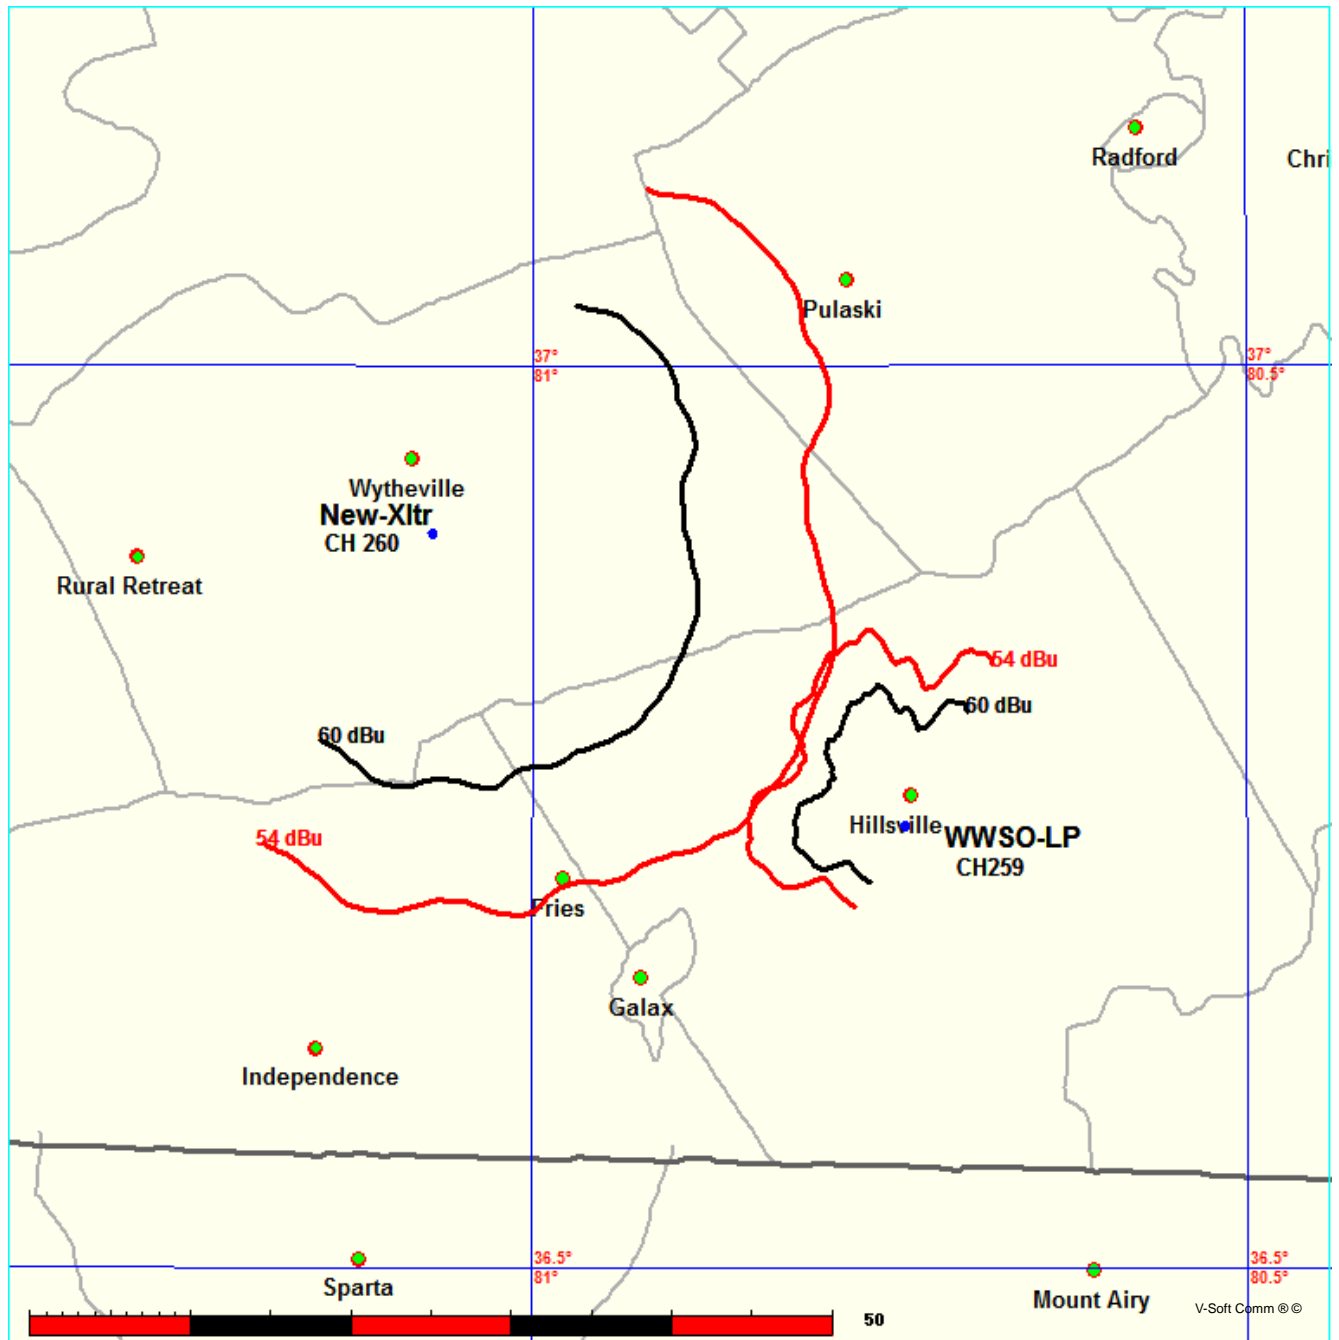 Radford
Chri
Pulaski
37°
81°
37°
80.5°
Wytheville
New-Xltr
CH 260
Rural Retreat
54 dBu
60 dBu
60 dBu
Hillsville
WWSO-LP
CH259
54 dBu
Fries
Galax
Independence
36.5°
81°
36.5°
80.5°
Sparta
Mount Airy
V-Soft Comm ® ©
50